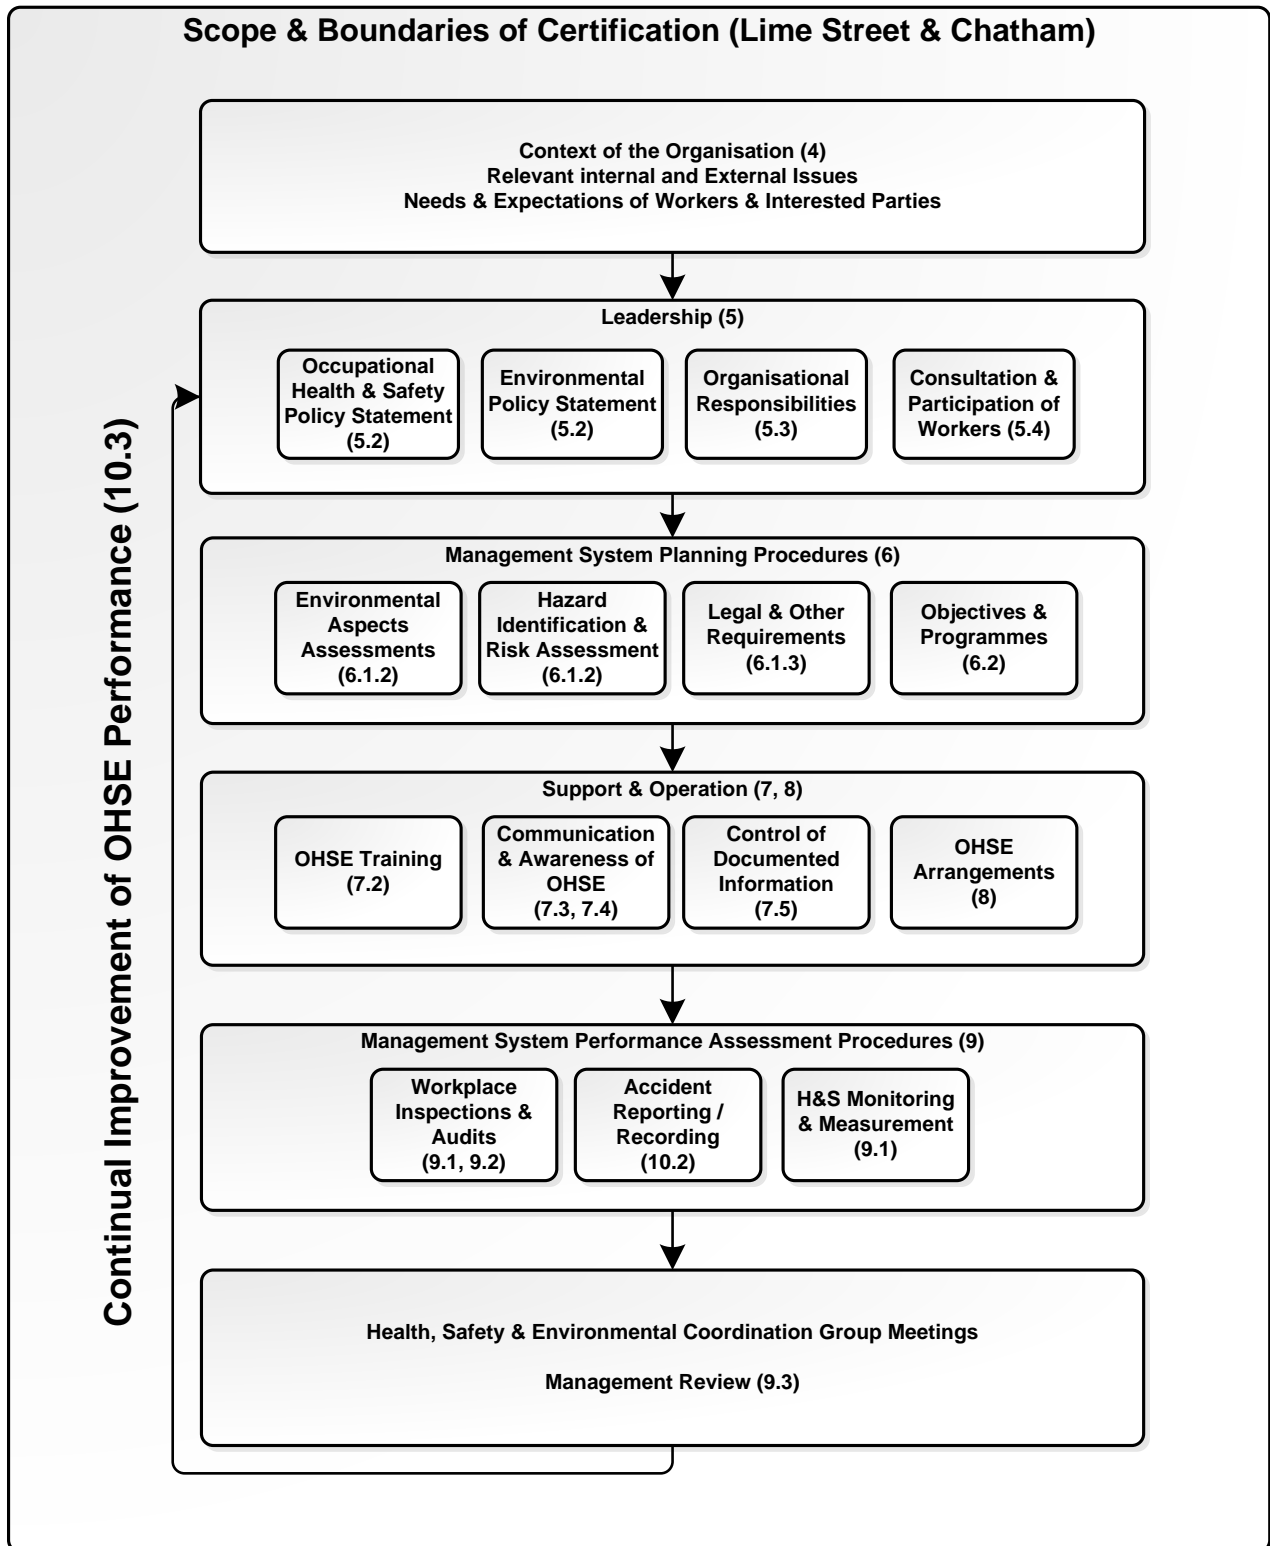 Scope & Boundaries of Certification (Lime Street & Chatham)
Context of the Organisation (4)
Relevant internal and External Issues
Needs & Expectations of Workers & Interested Parties
Leadership (5)
Occupational
Health & Safety
Policy Statement
(5.2)
Environmental
Policy Statement
(5.2)
Organisational
Responsibilities
(5.3)
Consultation &
Participation of
Workers (5.4)
Management System Planning Procedures (6)
Environmental
Aspects
Assessments
(6.1.2)
Hazard
Identification &
Risk Assessment
(6.1.2)
Legal & Other
Requirements
(6.1.3)
Objectives &
Programmes
(6.2)
Support & Operation (7, 8)
OHSE Training
(7.2)
Communication
& Awareness of
OHSE
(7.3, 7.4)
Control of
Documented
Information
(7.5)
OHSE
Arrangements
(8)
Management System Performance Assessment Procedures (9)
Workplace
Inspections &
Audits
(9.1, 9.2)
Accident
Reporting /
Recording
(10.2)
H&S Monitoring
& Measurement
(9.1)
Health, Safety & Environmental Coordination Group Meetings
Management Review (9.3)
Continual Improvement of OHSE Performance (10.3)